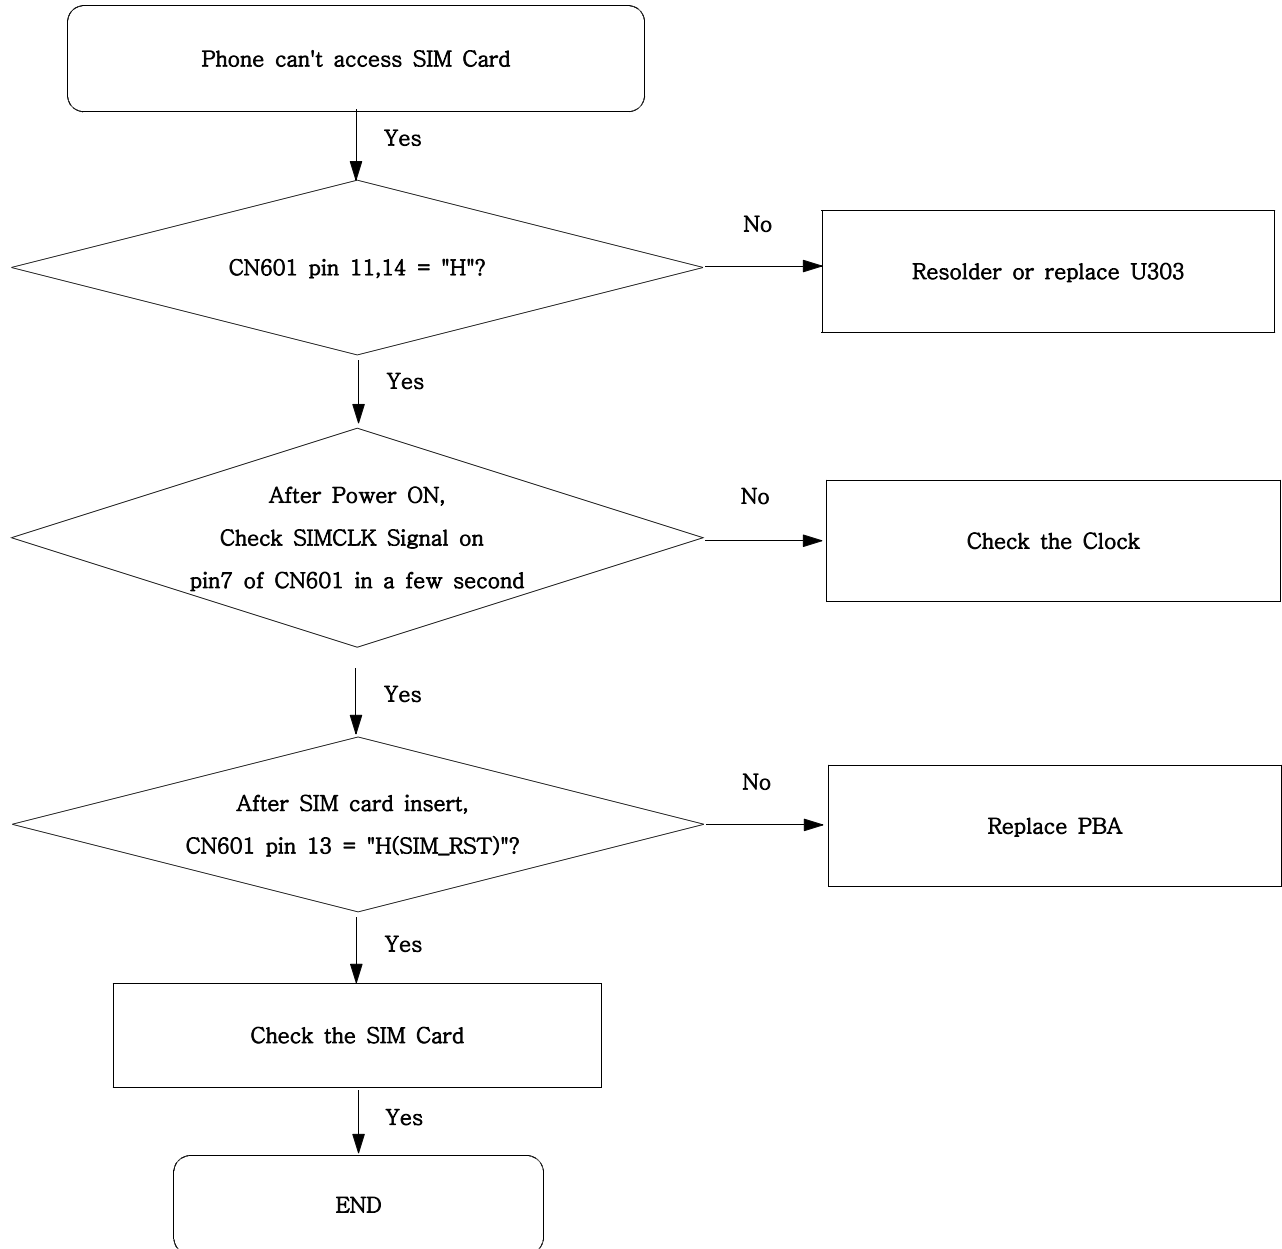 Phone can't access SIM Card
Yes
CN601 pin 11,14 = "H"?
No
Resolder or replace U303
Yes
After Power ON,
Check SIMCLK Signal on
pin7 of CN601 in a few second
No
Check the Clock
Yes
After SIM card insert,
CN601 pin 13 = "H(SIM_RST)"?
No
Replace PBA
Yes
Check the SIM Card
Yes
END